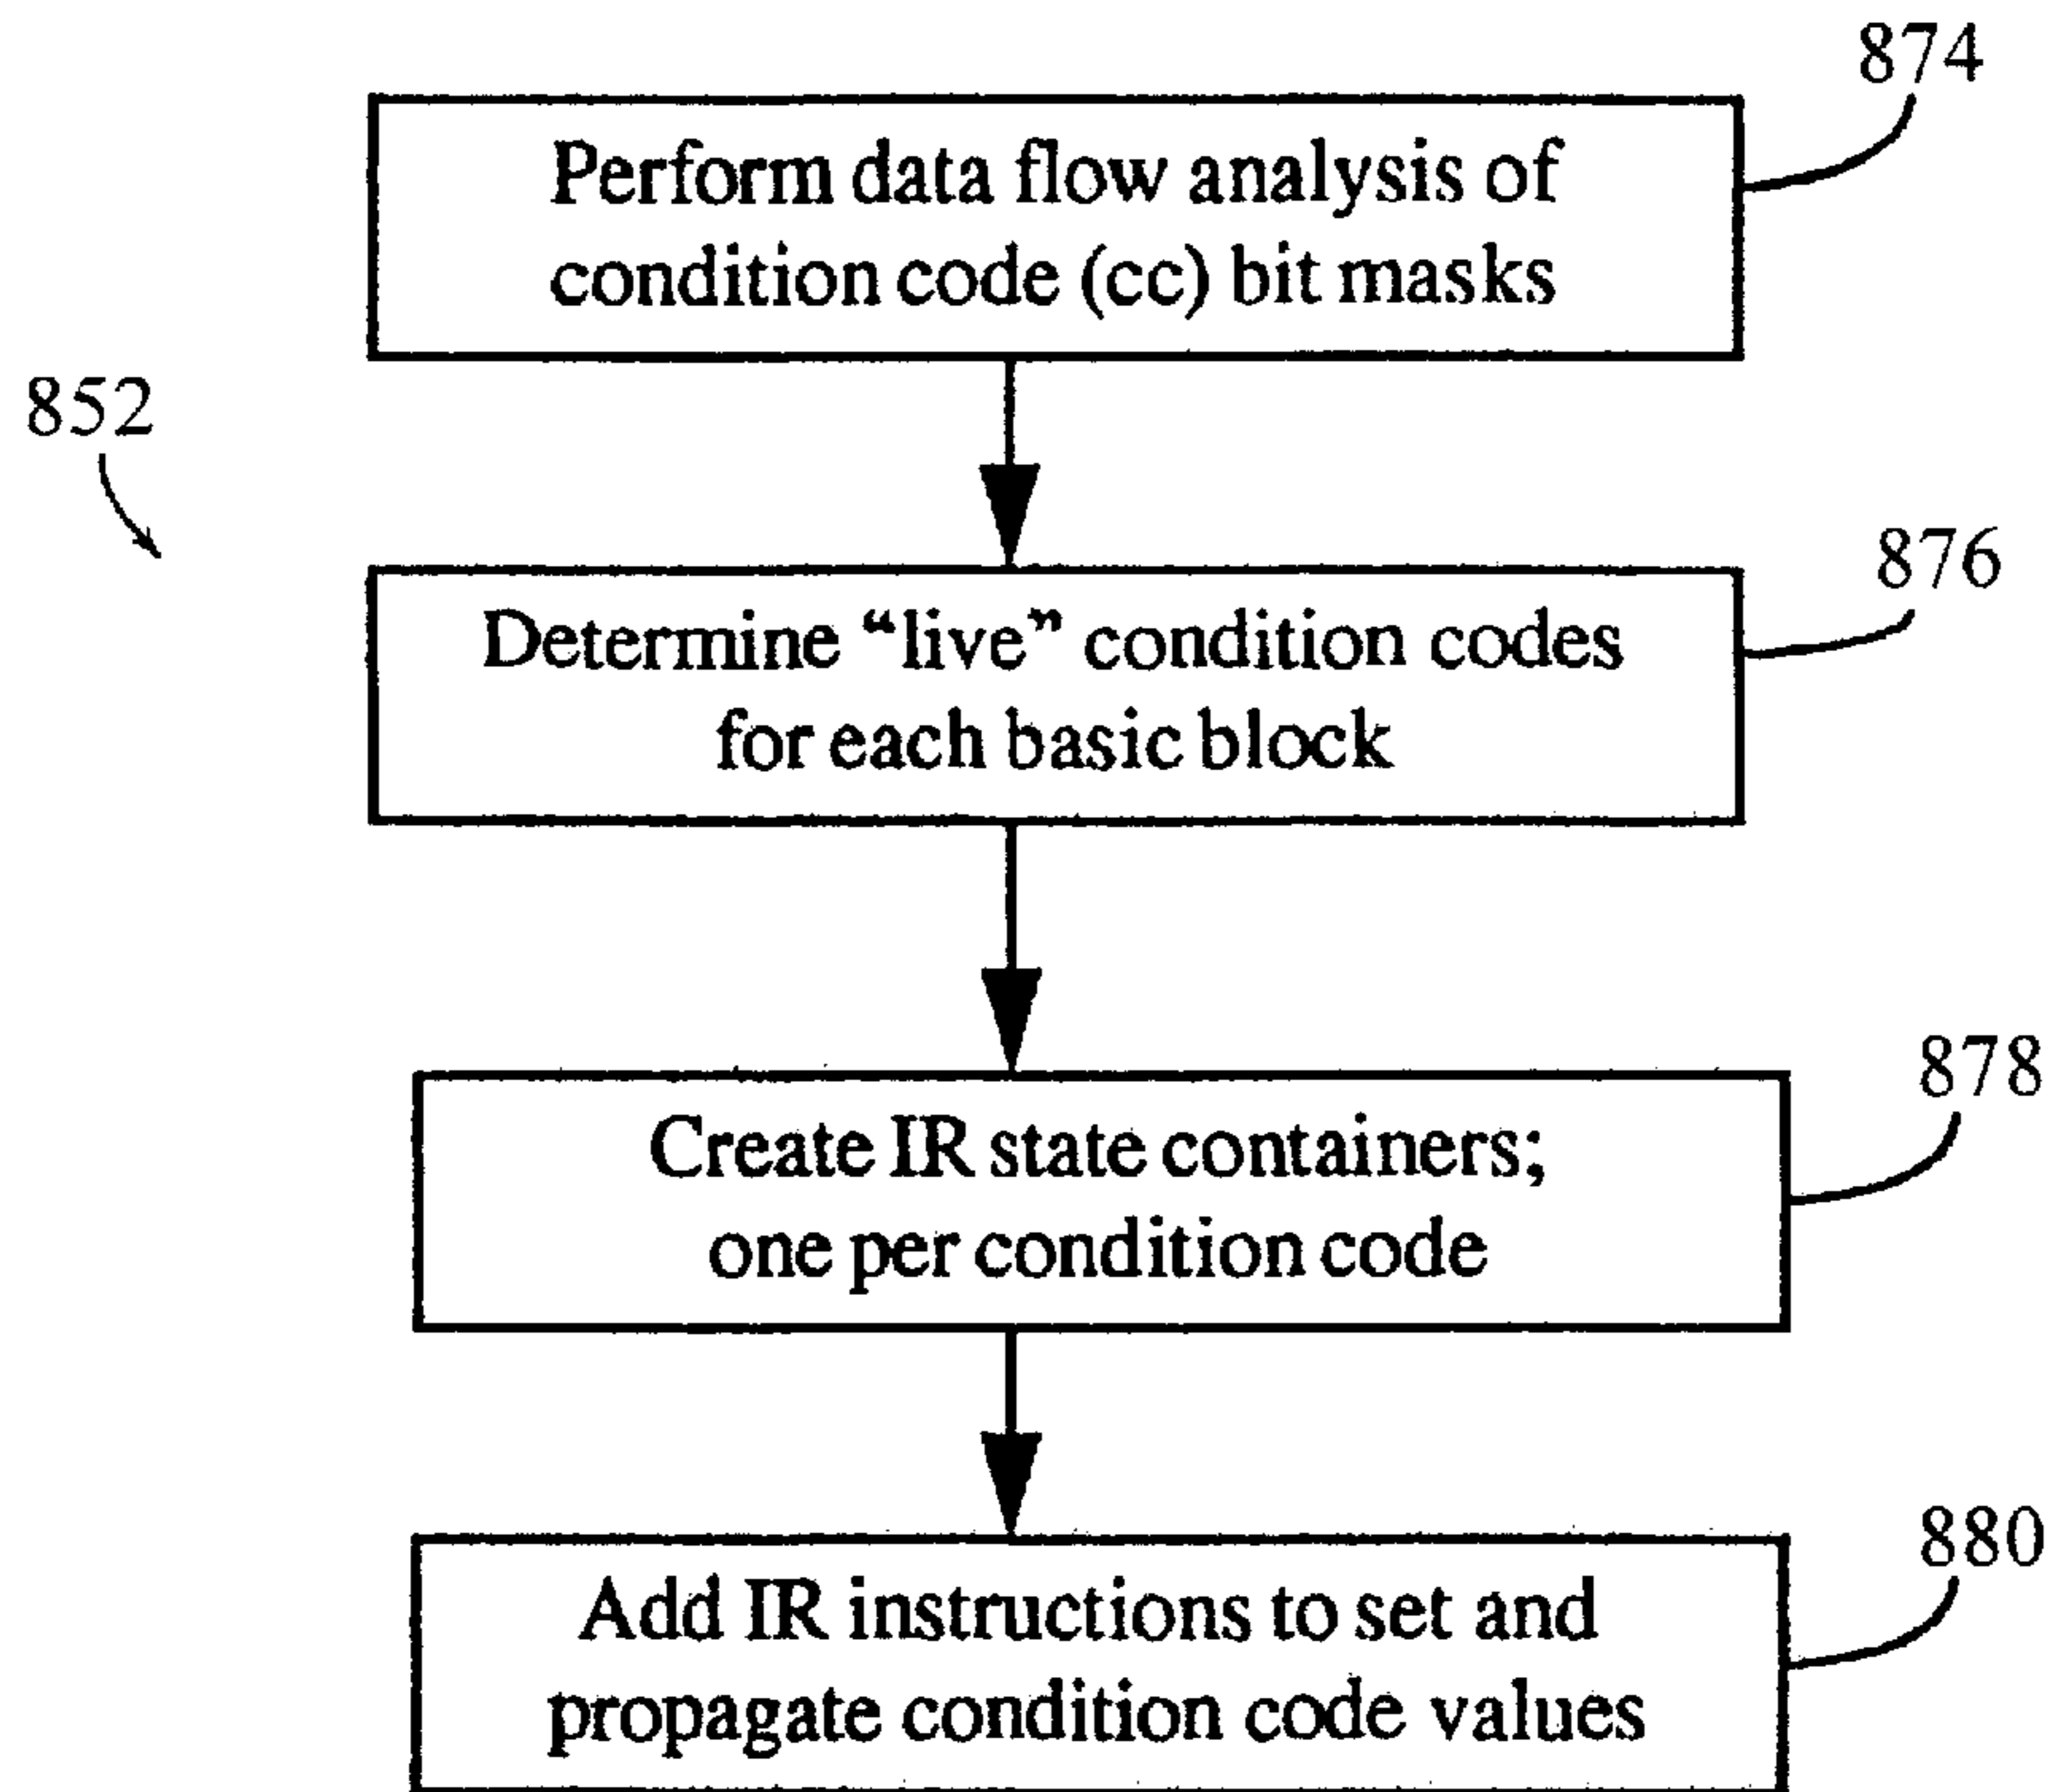 874
Perform data flow analysis of
condition code (cc) bit masks
852
876
Determine “live” condition codes
for each basic block
878
Create IR state containers;
one per condition code
880
Add IR instructions to set and
propagate condition code values